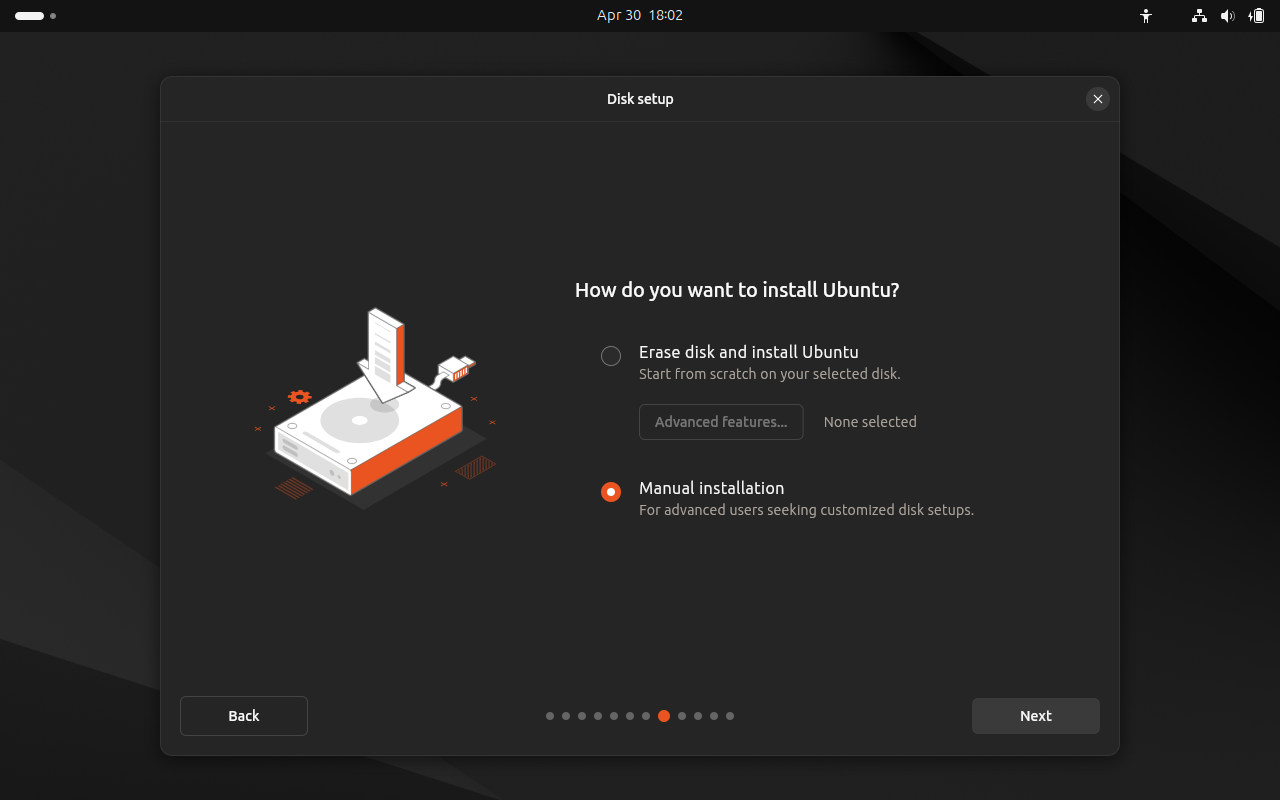 Apr 30 18:02
Disk setup
How do you want to install Ubuntu?
Erase disk and install Ubuntu
Start from scratch on your selected disk.
Advanced features...
None selected
Manual installation
For advanced users seeking customized disk setups.
Back
Next